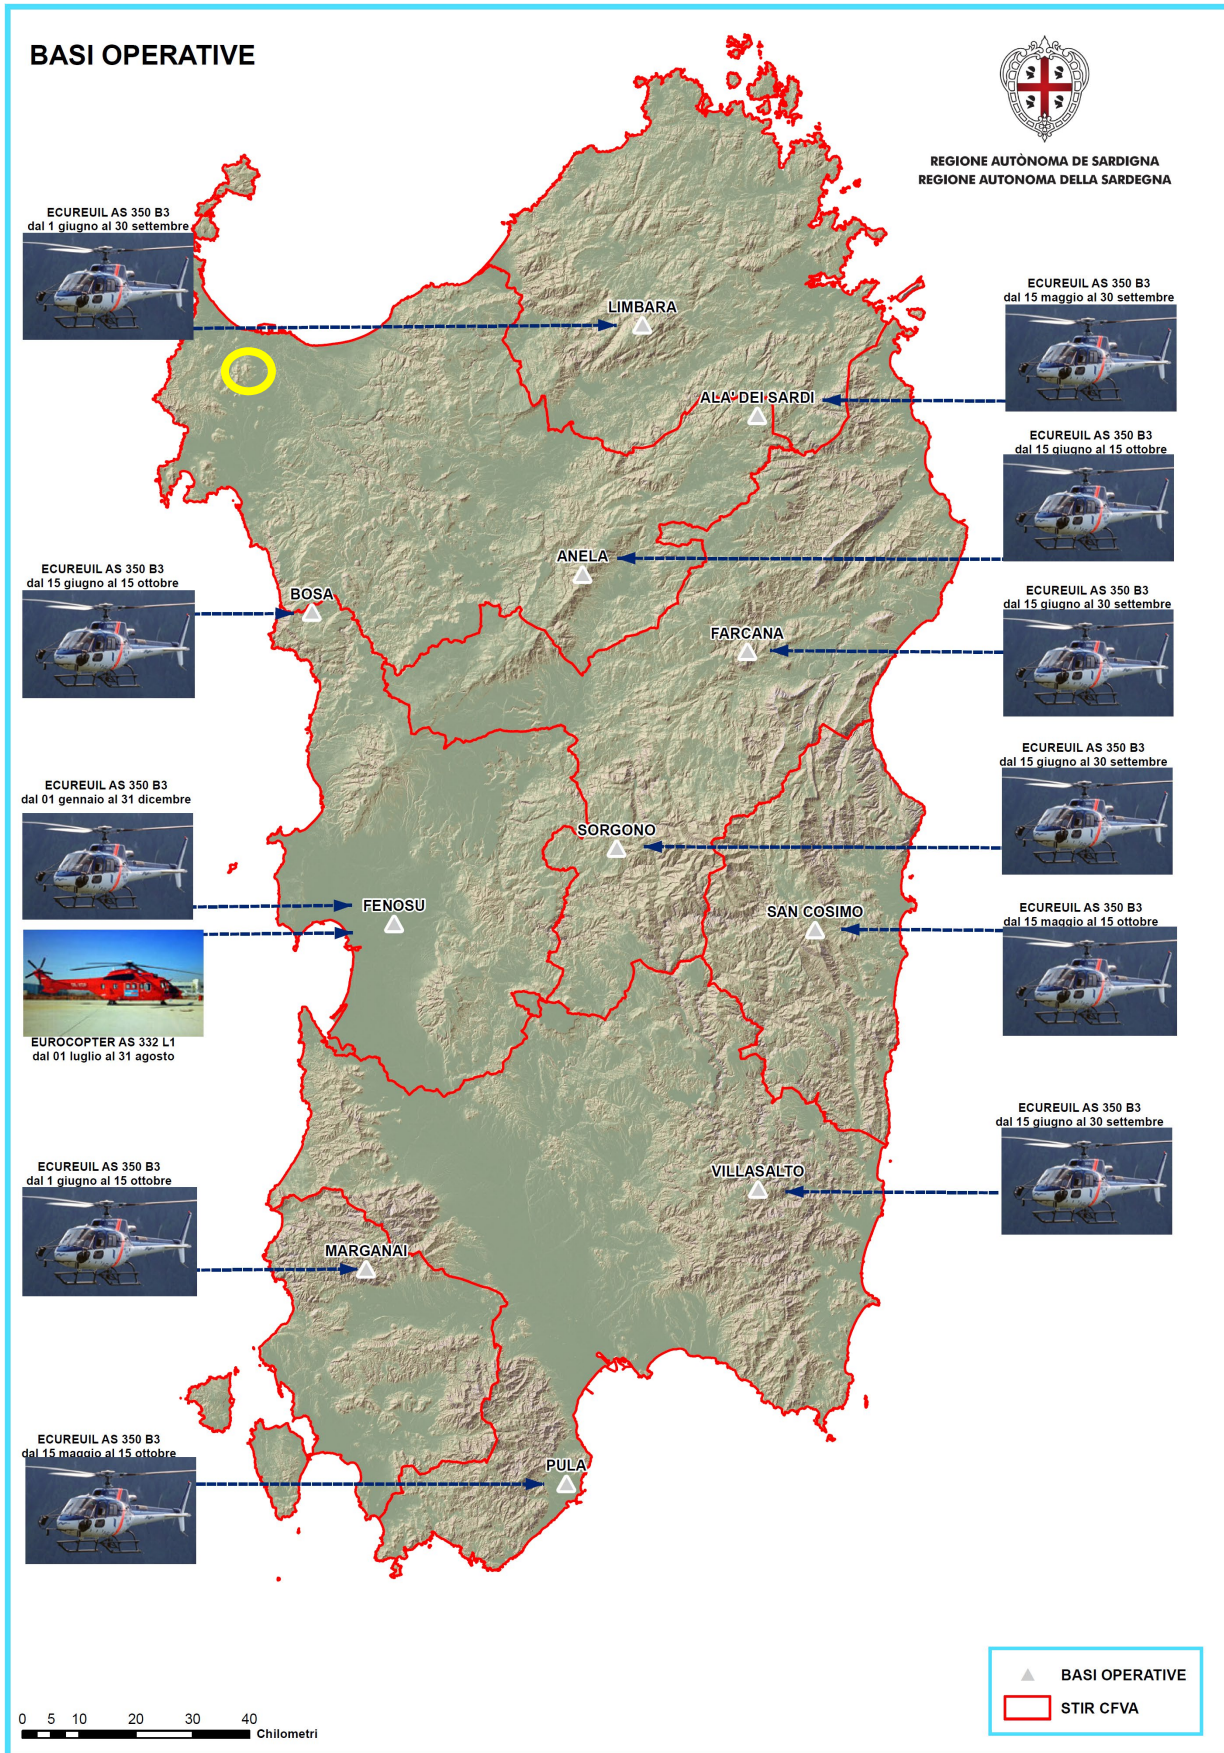 BASI OPERATIVE
REGIONE AUTÒNOMA DE SARDIGNA
REGIONE AUTONOMA DELLA SARDEGNA
ECUREUIL AS 350 B3
dal 1 giugno al 30 settembre
LIMBARA
ECUREUIL AS 350 B3
dal 15 maggio al 30 settembre
ALA' DEI SARDI
ECUREUIL AS 350 B3
dal 15 giugno al 15 ottobre
ANELA
ECUREUIL AS 350 B3
dal 15 giugno al 15 ottobre
BOSA
ECUREUIL AS 350 B3
dal 15 giugno al 30 settembre
FARCANA
ECUREUIL AS 350 B3
dal 15 giugno al 30 settembre
SORGONO
ECUREUIL AS 350 B3
dal 01 gennaio al 31 dicembre
FENOSU
ECUREUIL AS 350 B3
dal 15 maggio al 15 ottobre
SAN COSIMO
EUROCOPTER AS 332 L1
dal 01 luglio al 31 agosto
ECUREUIL AS 350 B3
dal 15 giugno al 30 settembre
VILLASALTO
ECUREUIL AS 350 B3
dal 1 giugno al 15 ottobre
MARGANAI
ECUREUIL AS 350 B3
dal 15 maggio al 15 ottobre
PULA
BASI OPERATIVE
STIR CFVA
0 5 10 20 30 40
Chilometri